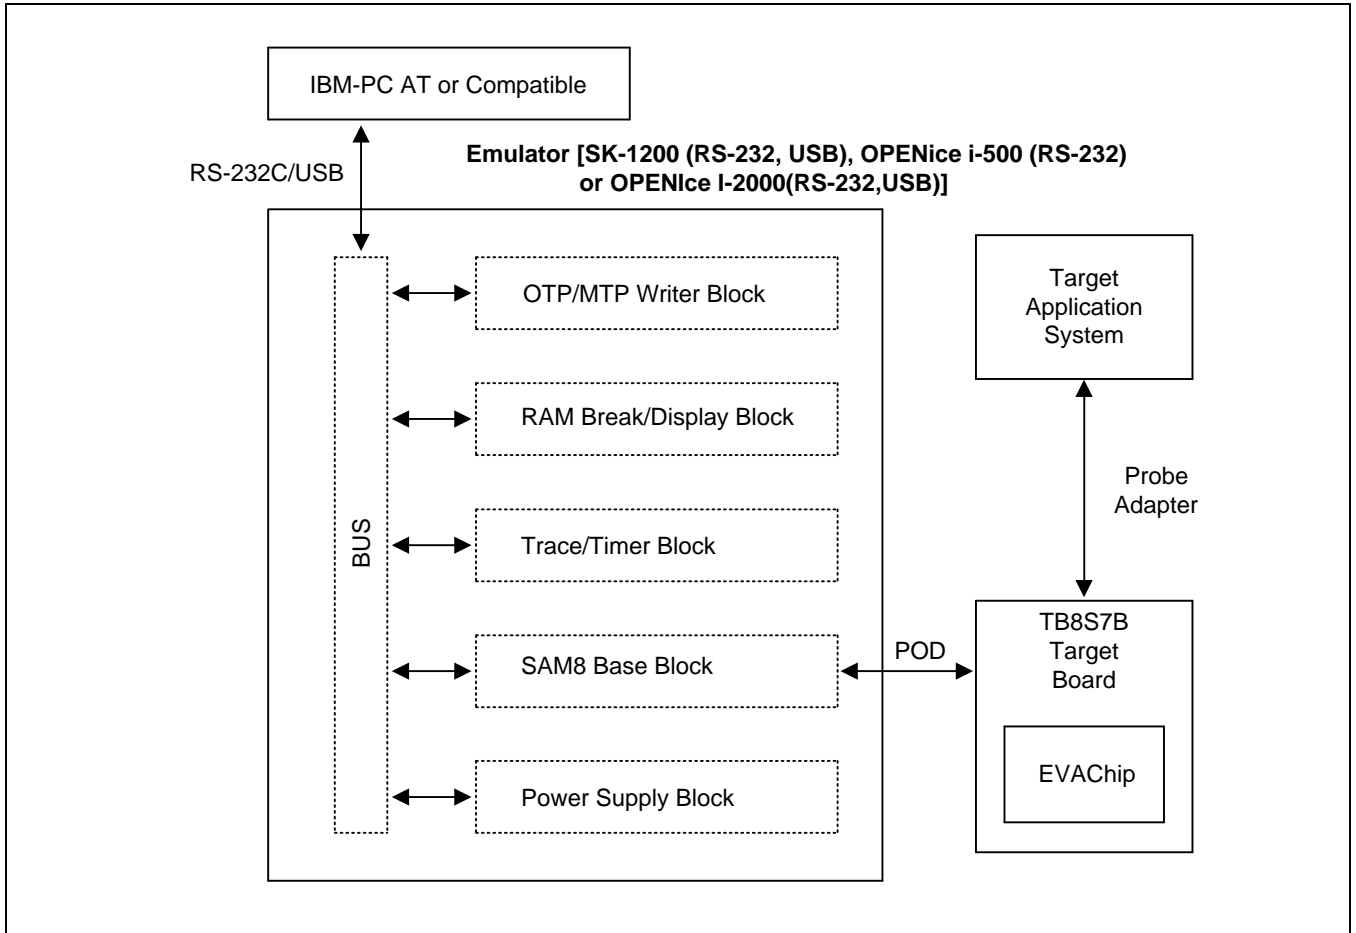 IBM-PC AT or Compatible
RS-232C/USB
Emulator [SK-1200 (RS-232, USB), OPENice i-500 (RS-232)
or OPENIce I-2000(RS-232,USB)]
BUS
OTP/MTP Writer Block
RAM Break/Display Block
Trace/Timer Block
SAM8 Base Block
Power Supply Block
POD
Target
Application
System
Probe
Adapter
TB8S7B
Target
Board
EVAChip